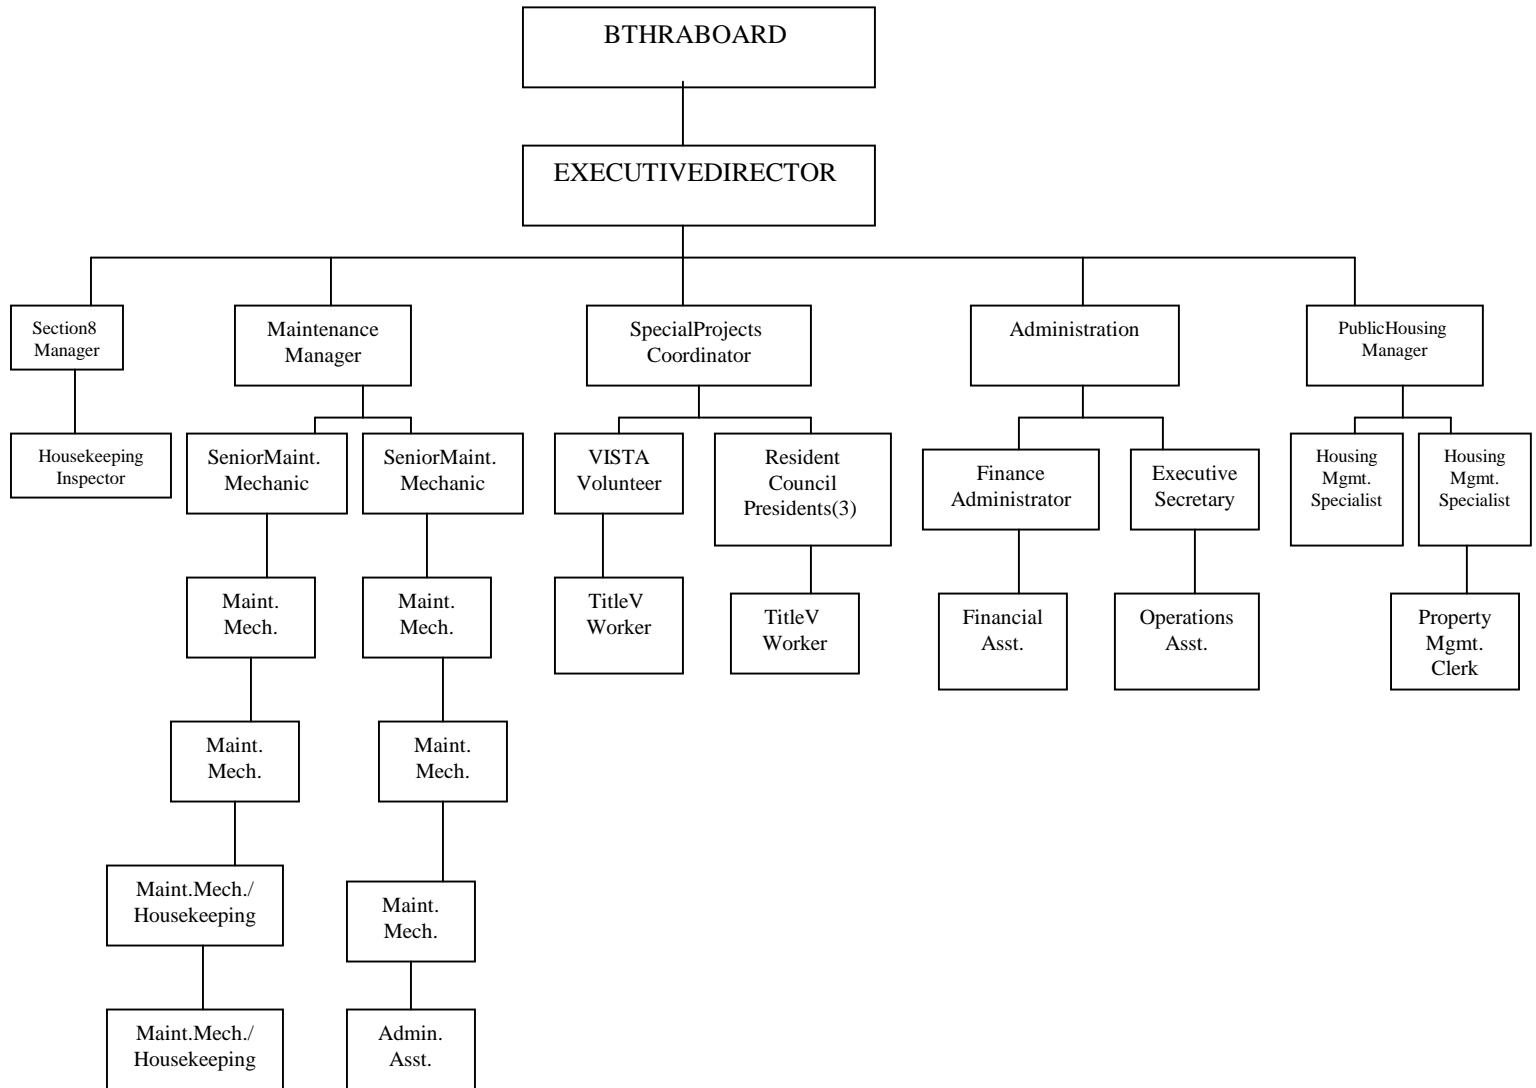 BTHRABOARD
EXECUTIVEDIRECTOR
Section8
Manager
Maintenance
Manager
SpecialProjects
Coordinator
Administration
PublicHousing
Manager
Housekeeping
Inspector
SeniorMaint.
Mechanic
SeniorMaint.
Mechanic
VISTA
Volunteer
Resident
Council
Presidents(3)
Finance
Administrator
Executive
Secretary
Housing
Mgmt.
Specialist
Housing
Mgmt.
Specialist
Maint.
Mech.
Maint.
Mech.
TitleV
Worker
TitleV
Worker
Financial
Asst.
Operations
Asst.
Property
Mgmt.
Clerk
Maint.
Mech.
Maint.
Mech.
Maint.Mech./
Housekeeping
Maint.
Mech.
Maint.Mech./
Housekeeping
Admin.
Asst.